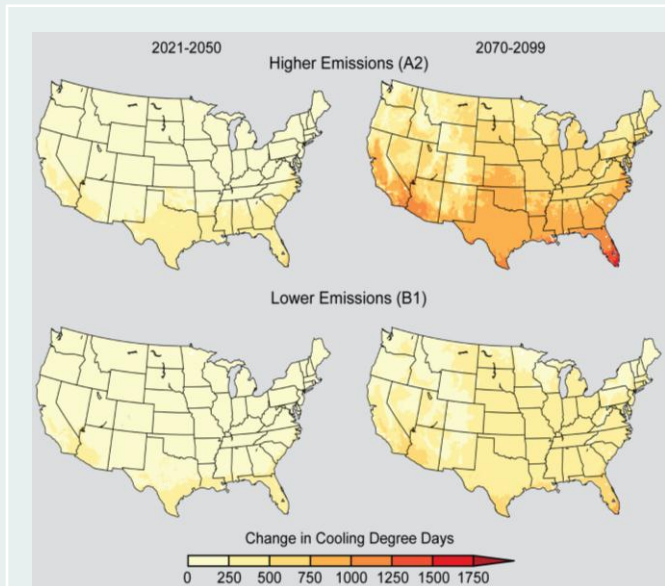 2021-2050 2070-2099
Higher Emissions (A2)
Lower Emissions (B1)
Change in Cooling Degree Days
0 250 500 750 1000 1250 1500 1750